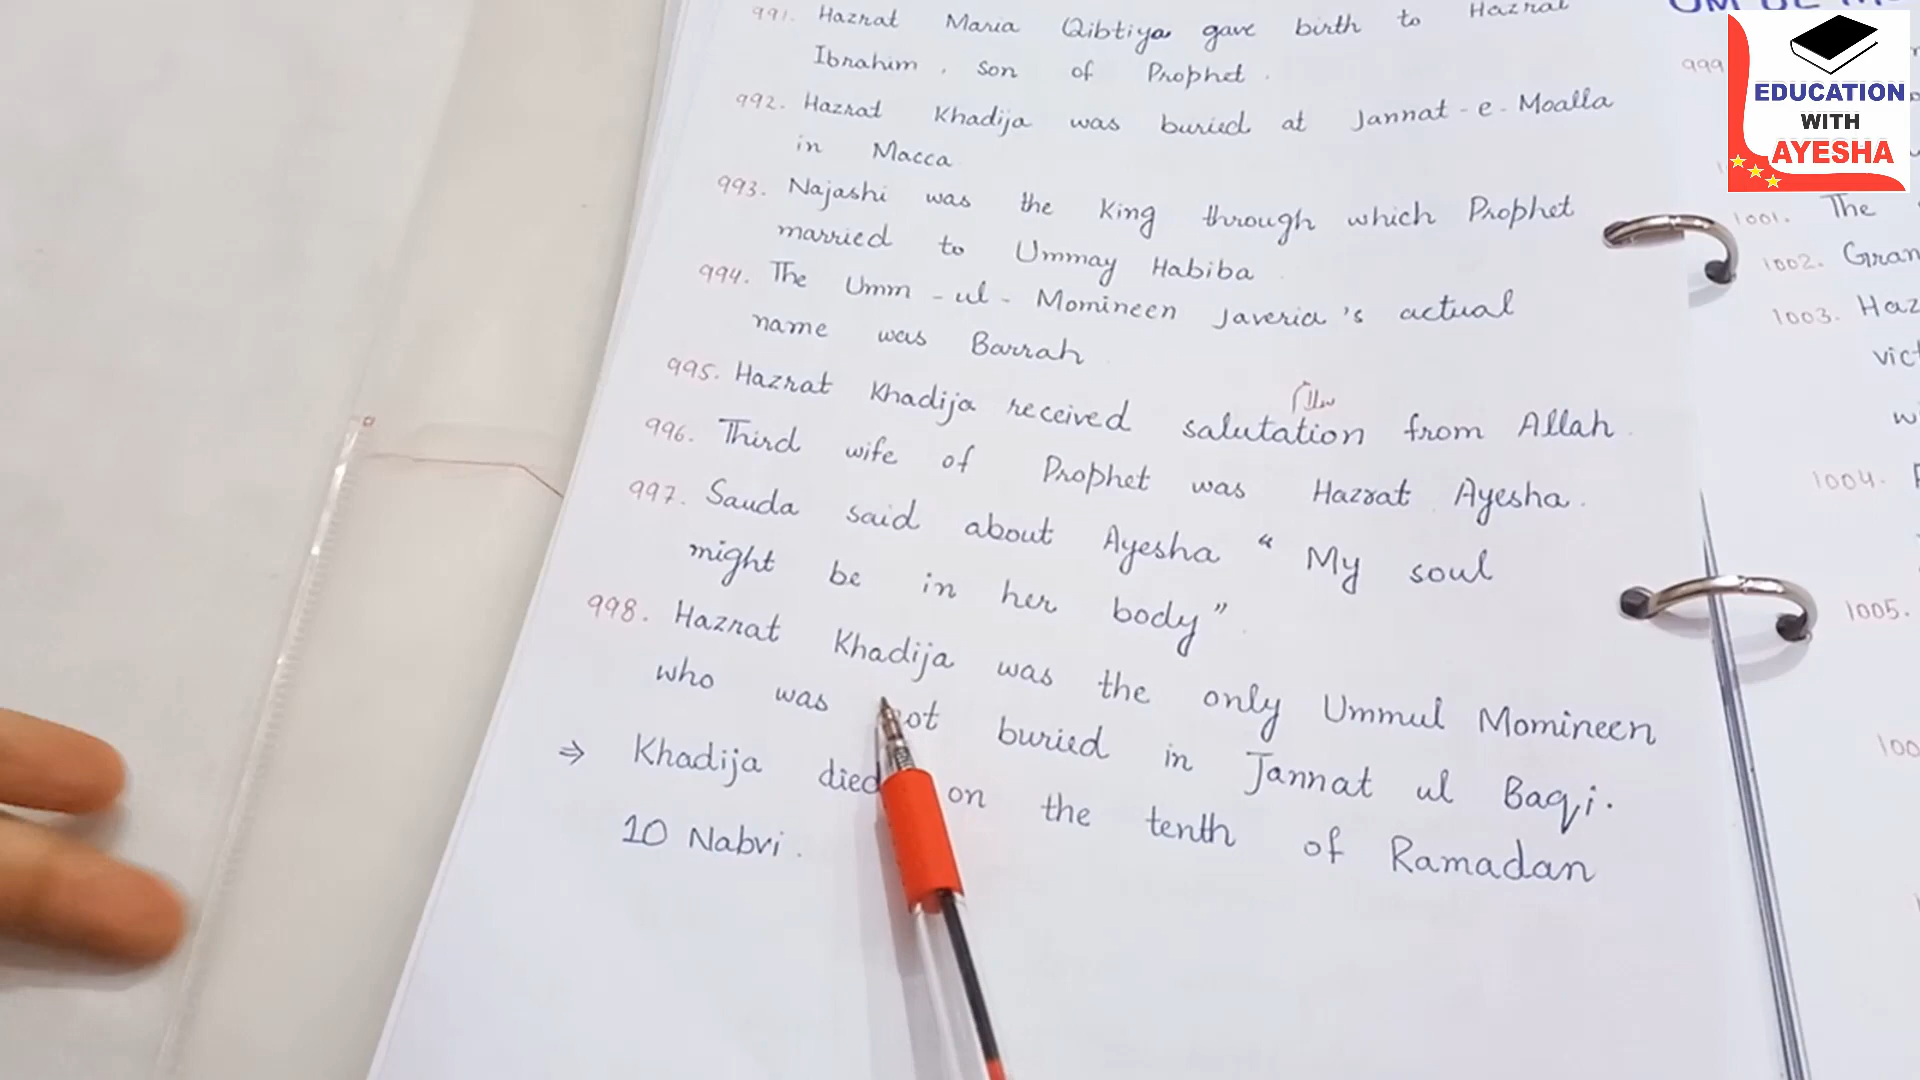 991. Hazrat Maria Qibtiya gave birth to Hazrat
Ibrahim, son of Prophet.
992. Hazrat Khadija was buried at Jannat-e-Moalla
in Macca
993. Najashi was the King through which Prophet
married to Ummay Habiba
994. The Umm-ul-Momineen Javeria's actual
name was Barrah
سلام
995. Hazrat Khadija received salutation from Allah.
996. Third wife of Prophet was Hazrat Ayesha.
997. Sauda said about Ayesha "My soul
might be in her body".
998. Hazrat Khadija was the only Ummul Momineen
who was not buried in Jannat ul Baqi.
⇒ Khadija died on the tenth of Ramadan
10 Nabvi.
999
1001. The
1002.
1003.
1004.
1005.
EDUCATION
WITH
AYESHA